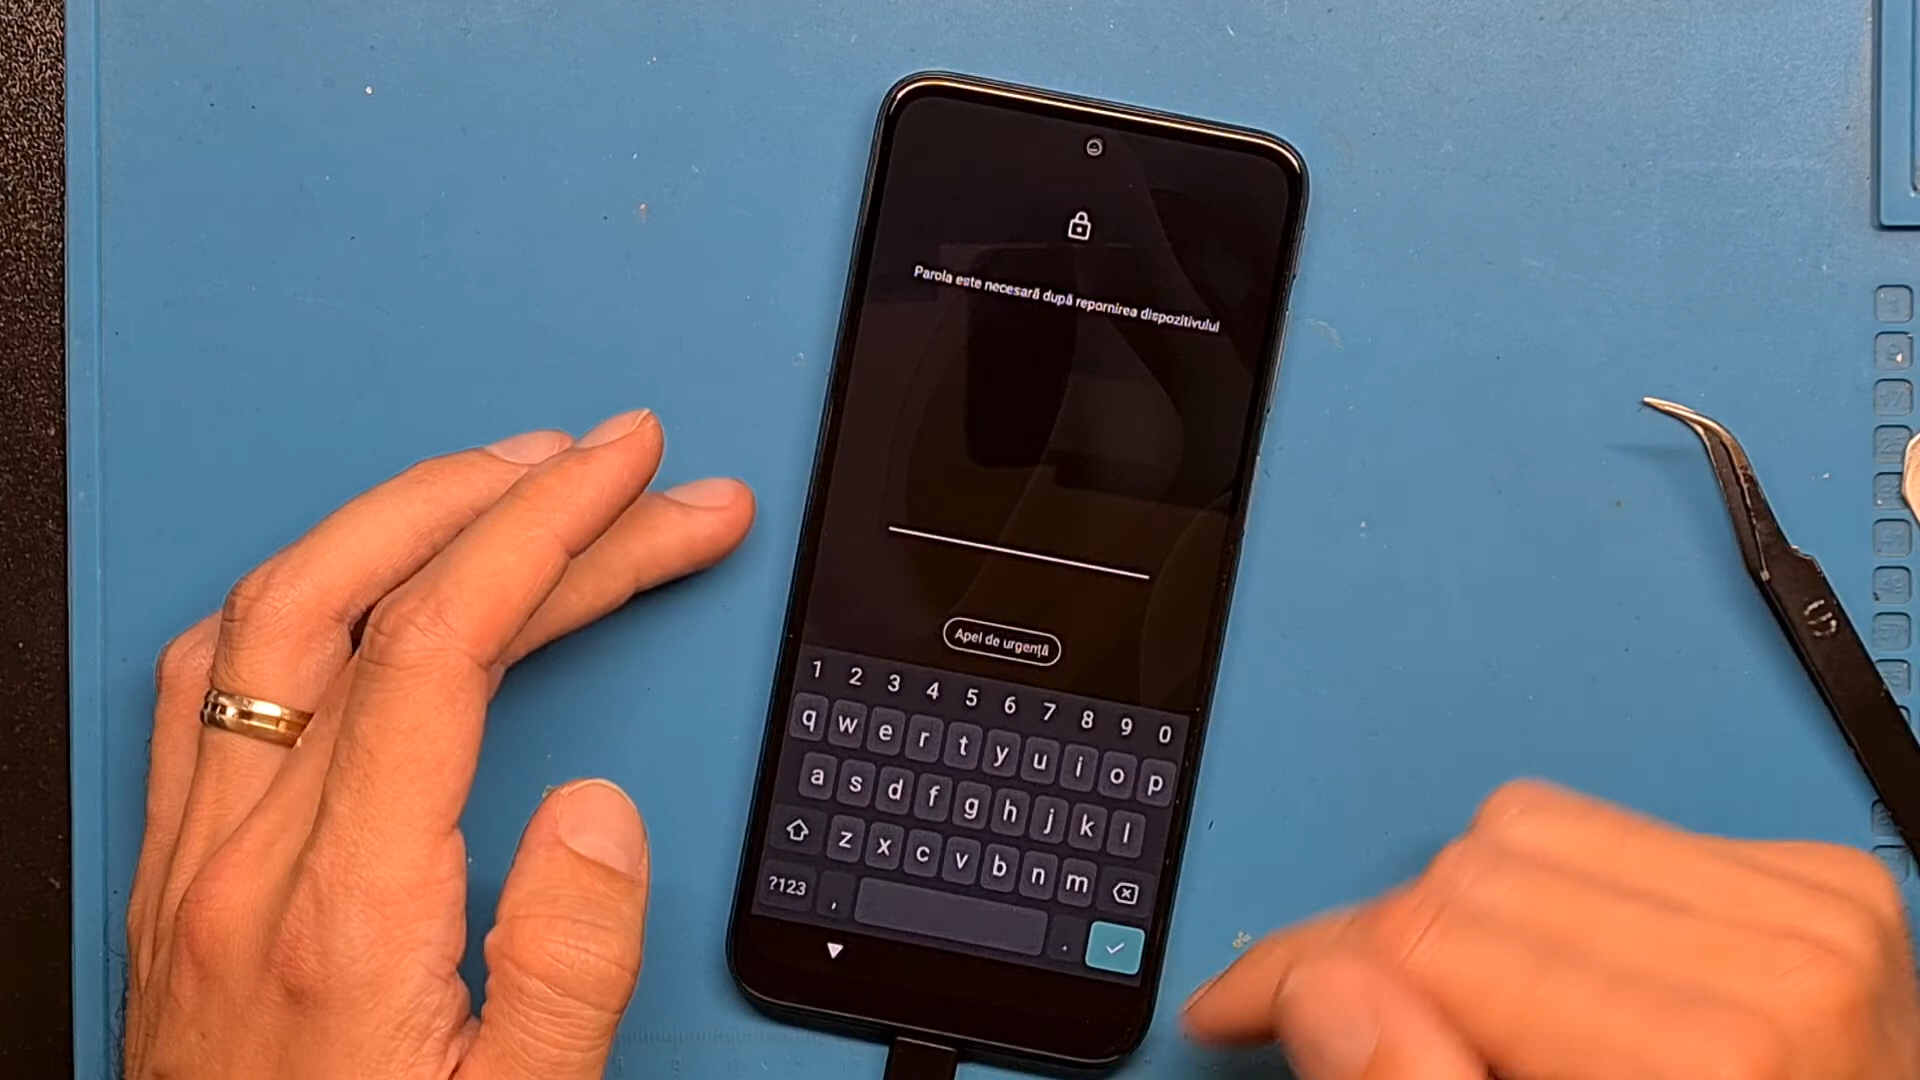 Parola este necesară după repornirea dispozitivului
Apel de urgență
1 2 3 4 5 6 7 8 9 0
q w e r t y u i o p
a s d f g h j k l
z x c v b n m
?123 , .